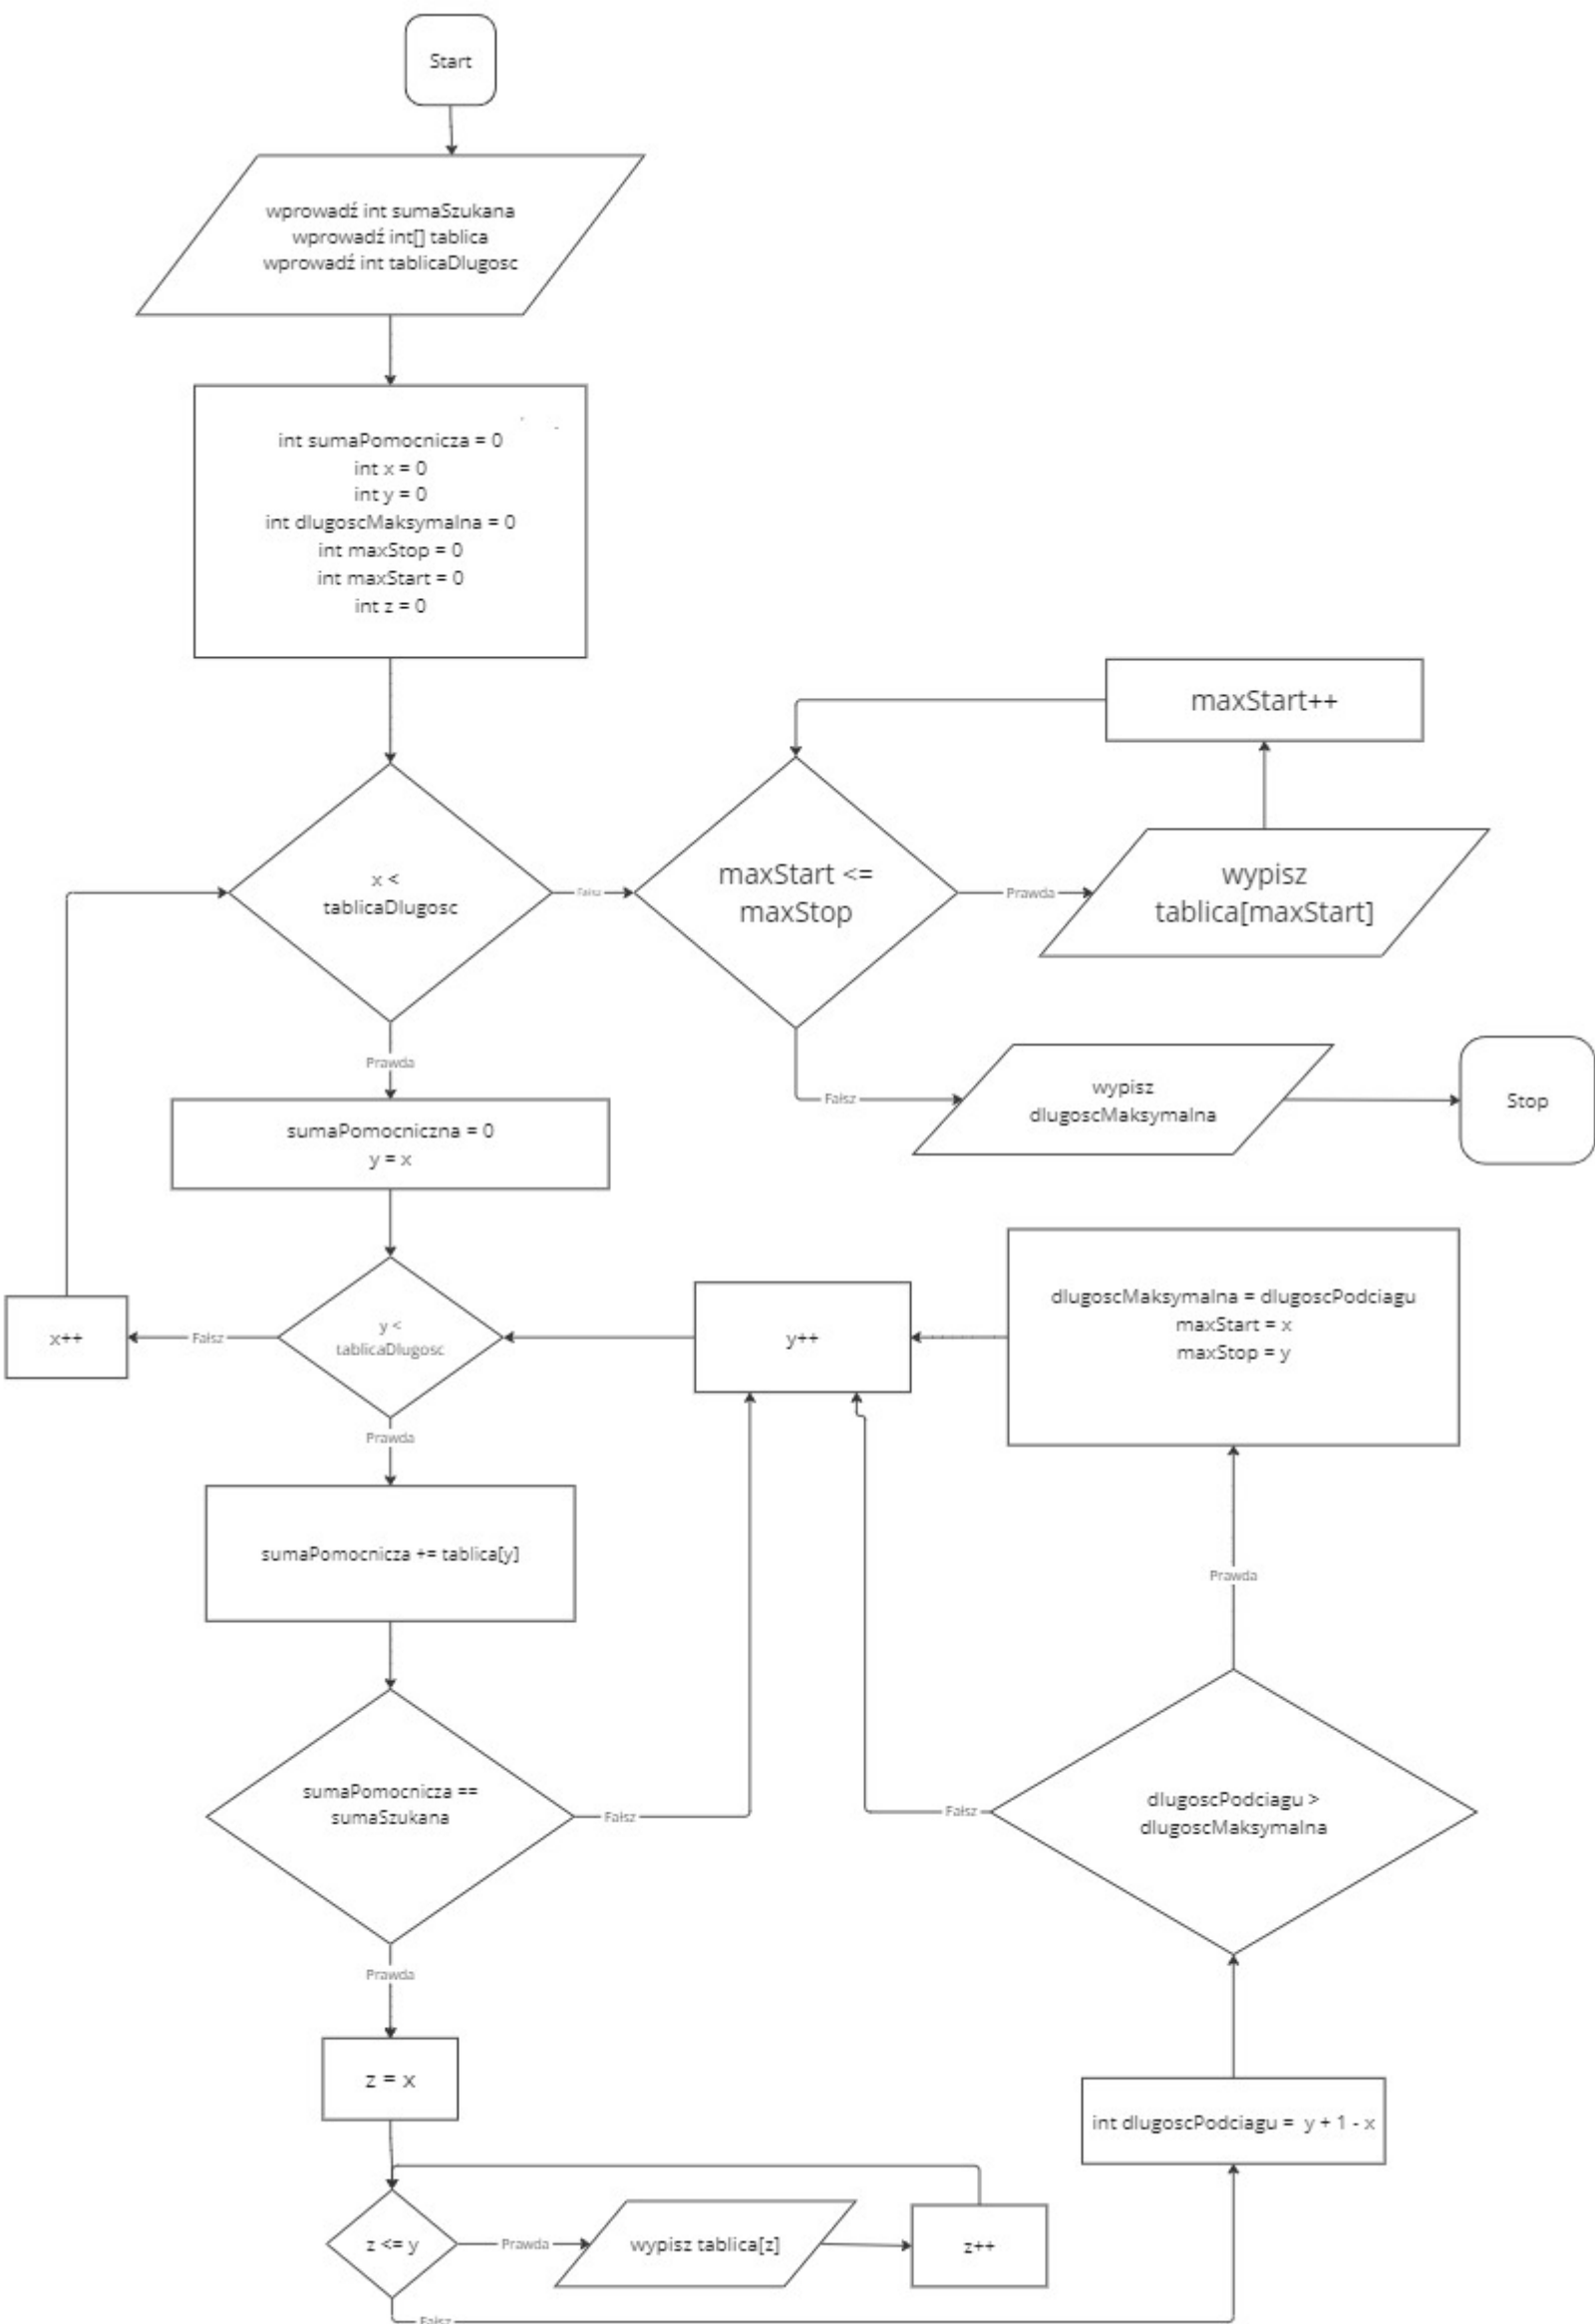 Start
wprowadź int sumaSzukana
wprowadź int[] tablica
wprowadź int tablicaDlugosc
int sumaPomocnicza = 0
int x = 0
int y = 0
int dlugoscMaksymalna = 0
int maxStop = 0
int maxStart = 0
int z = 0
maxStart++
x <
tablicaDlugosc
Fałsz
maxStart <=
maxStop
Prawda
wypisz
tablica[maxStart]
Prawda
Fałsz
wypisz
dlugoscMaksymalna
Stop
sumaPomoczniczna = 0
y = x
x++
Fałsz
y <
tablicaDlugosc
y++
dlugoscMaksymalna = dlugoscPodciagu
maxStart = x
maxStop = y
Prawda
sumaPomocnicza += tablica[y]
Prawda
sumaPomocnicza ==
sumaSzukana
Fałsz
Fałsz
dlugoscPodciagu >
dlugoscMaksymalna
Prawda
z = x
int dlugoscPodciagu = y + 1 - x
z <= y
Prawda
wypisz tablica[z]
z++
Fałsz